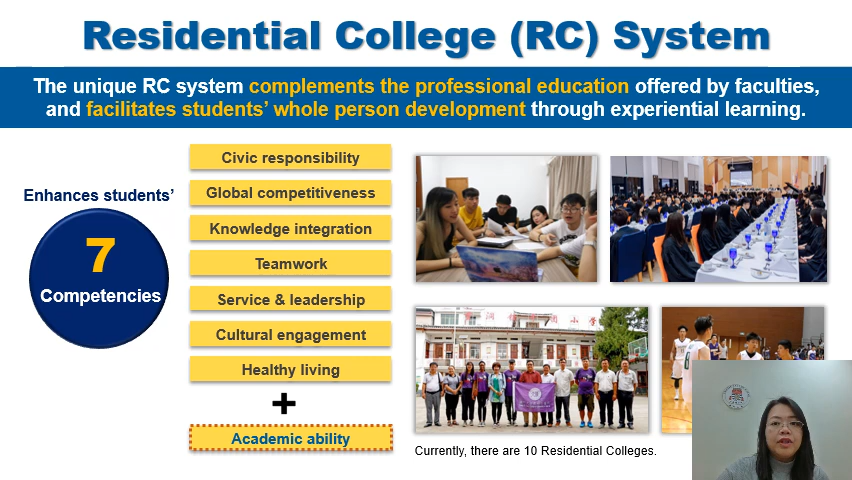 Residential College (RC) System
The unique RC system complements the professional education offered by faculties,
and facilitates students’ whole person development through experiential learning.
Enhances students’
7
Competencies
Civic responsibility
Global competitiveness
Knowledge integration
Teamwork
Service & leadership
Cultural engagement
Healthy living
+
Academic ability
Currently, there are 10 Residential Colleges.